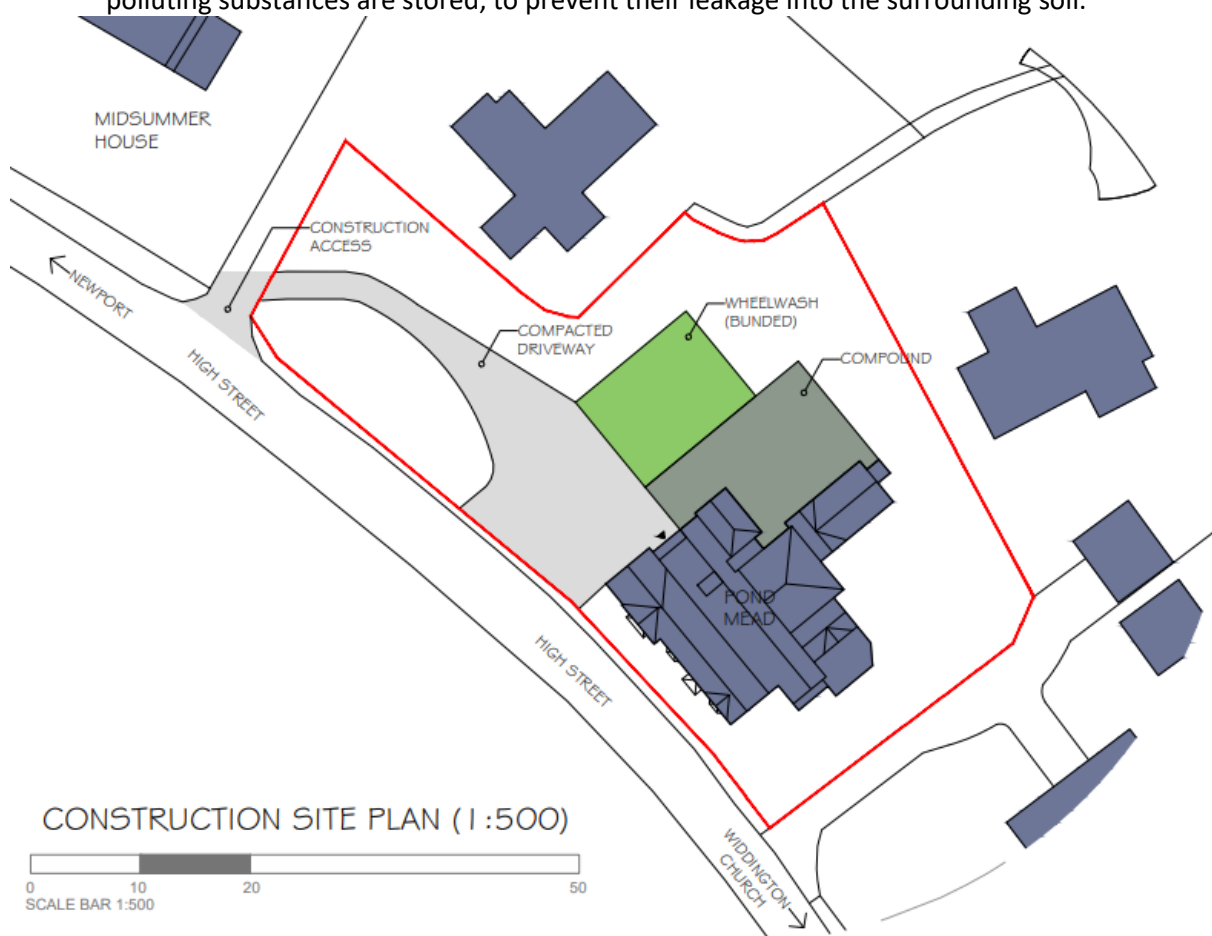 polluting substances are stored, to prevent their leakage into the surrounding soil.
MIDSUMMER
HOUSE
CONSTRUCTION
ACCESS
NEWPORT
WHEELWASH
(BUNDED)
COMPACTED
DRIVEWAY
COMPOUND
HIGH STREET
POND
MEAD
HIGH STREET
CONSTRUCTION SITE PLAN (1:500)
0 10 20 50
SCALE BAR 1:500
WIDDINGTON
CHURCH